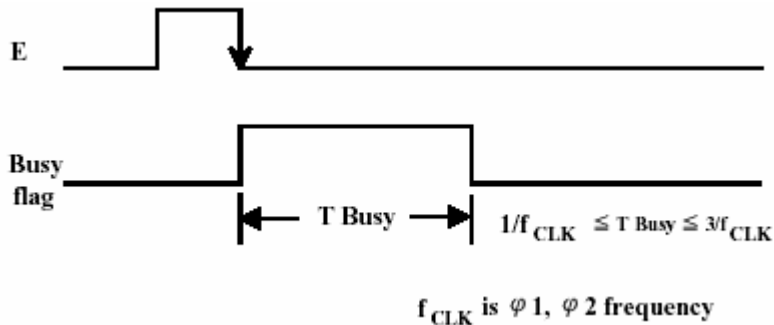 E
Busy
flag
T Busy
1/f CLK ≦ T Busy ≦ 3/f CLK
f CLK is φ 1, φ 2 frequency